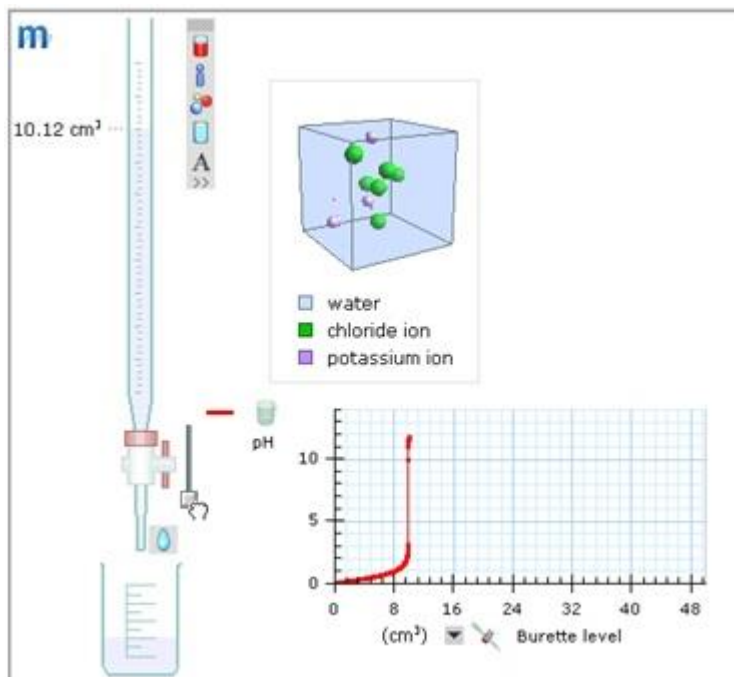 m
10.12 cm³
A
>>
water
chloride ion
potassium ion
pH
10
5
0
0 8 16 24 32 40 48
(cm³) Burette level